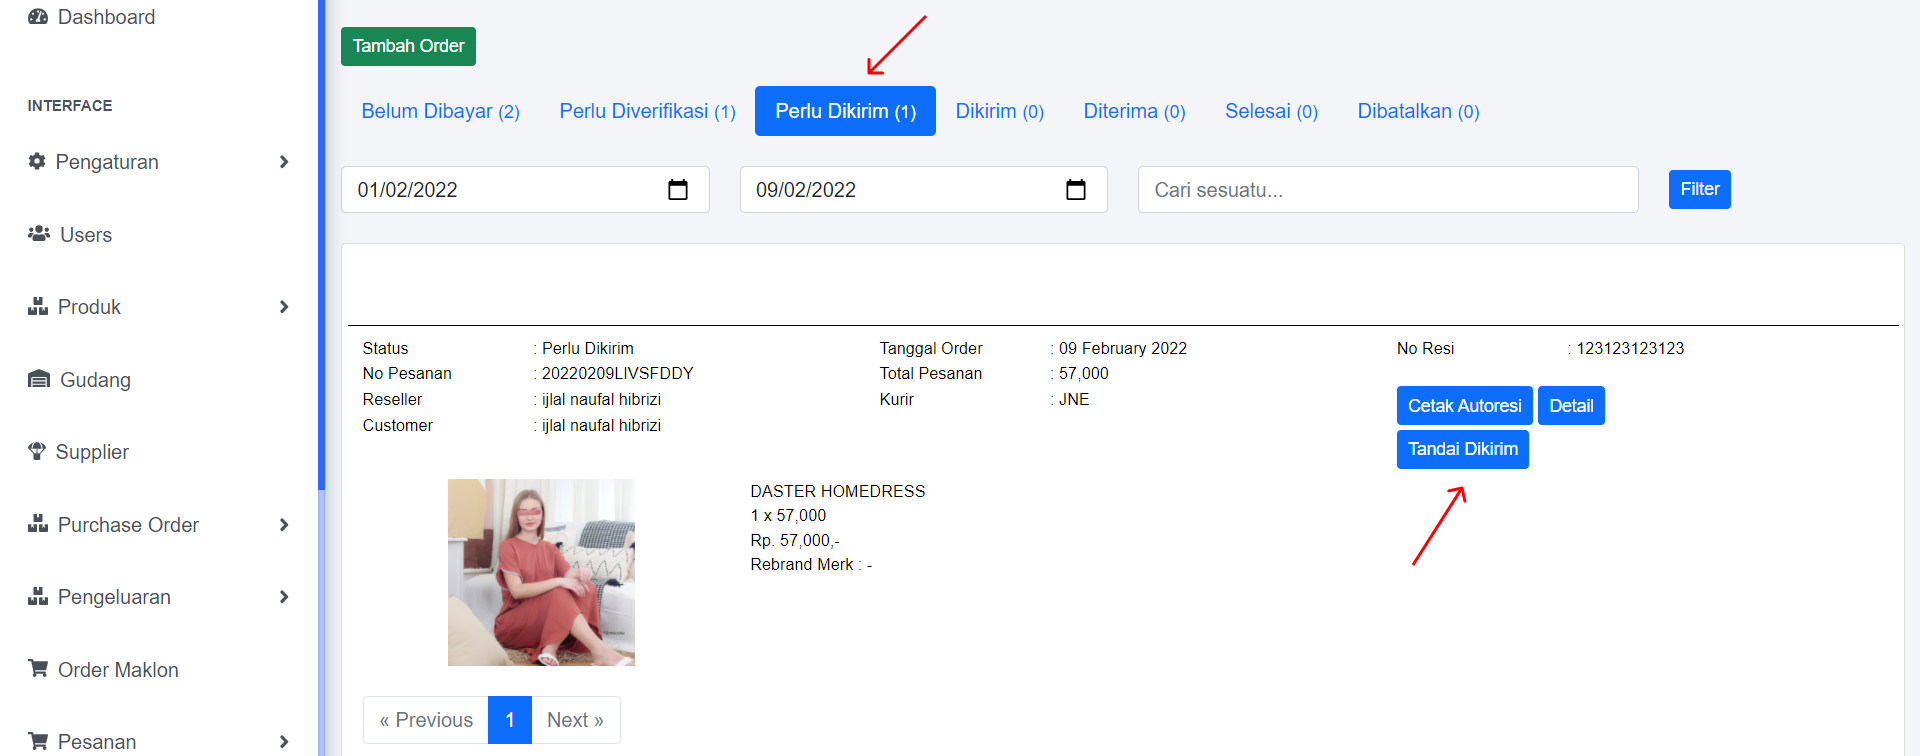 Dashboard
INTERFACE
Pengaturan
Users
Produk
Gudang
Supplier
Purchase Order
Pengeluaran
Order Maklon
Pesanan
Tambah Order
Belum Dibayar (2) Perlu Diverifikasi (1) Perlu Dikirim (1) Dikirim (0) Diterima (0) Selesai (0) Dibatalkan (0)
01/02/2022 09/02/2022 Cari sesuatu... Filter
Status : Perlu Dikirim Tanggal Order : 09 February 2022 No Resi : 123123123123
No Pesanan : 20220209LIVSFDDY Total Pesanan : 57,000
Reseller : ijlal naufal hibrizi Kurir : JNE
Customer : ijlal naufal hibrizi
Cetak Autoresi Detail
Tandai Dikirim
DASTER HOMEDRESS
1 x 57,000
Rp. 57,000,-
Rebrand Merk : -
« Previous 1 Next »